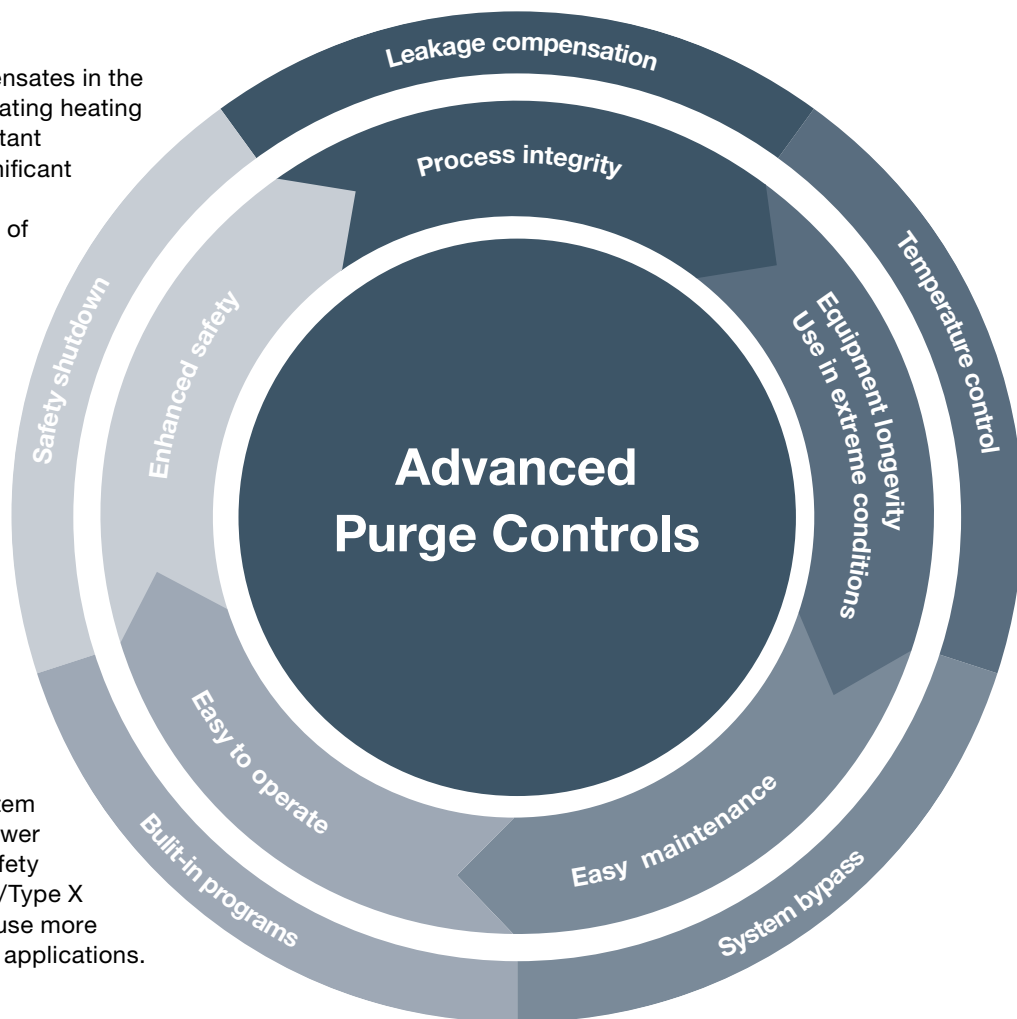 ensates in the
ating heating
tant
nificant
of
Leakage compensation
Process integrity
Temperature control
Equipment longevity
Use in extreme conditions
Safety shutdown
Enhanced safety
Advanced
Purge Controls
Easy to operate
Bulit-in programs
Easy maintenance
System bypass
tem
wer
fety
/Type X
use more
applications.